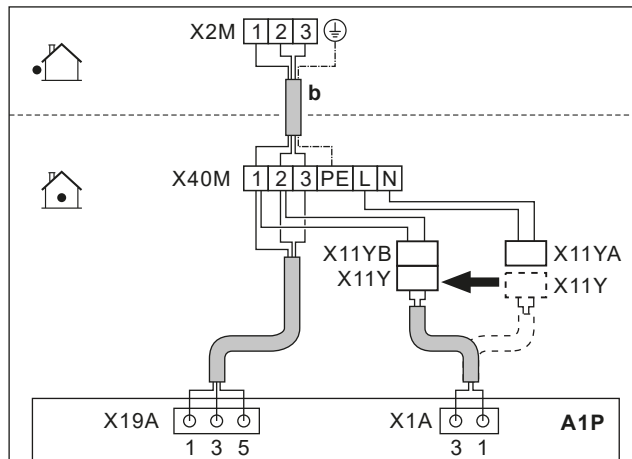 X2M 1 2 3
b
X40M 1 2 3 PE L N
X11YB X11YA
X11Y X11Y
X19A X1A A1P
1 3 5 3 1